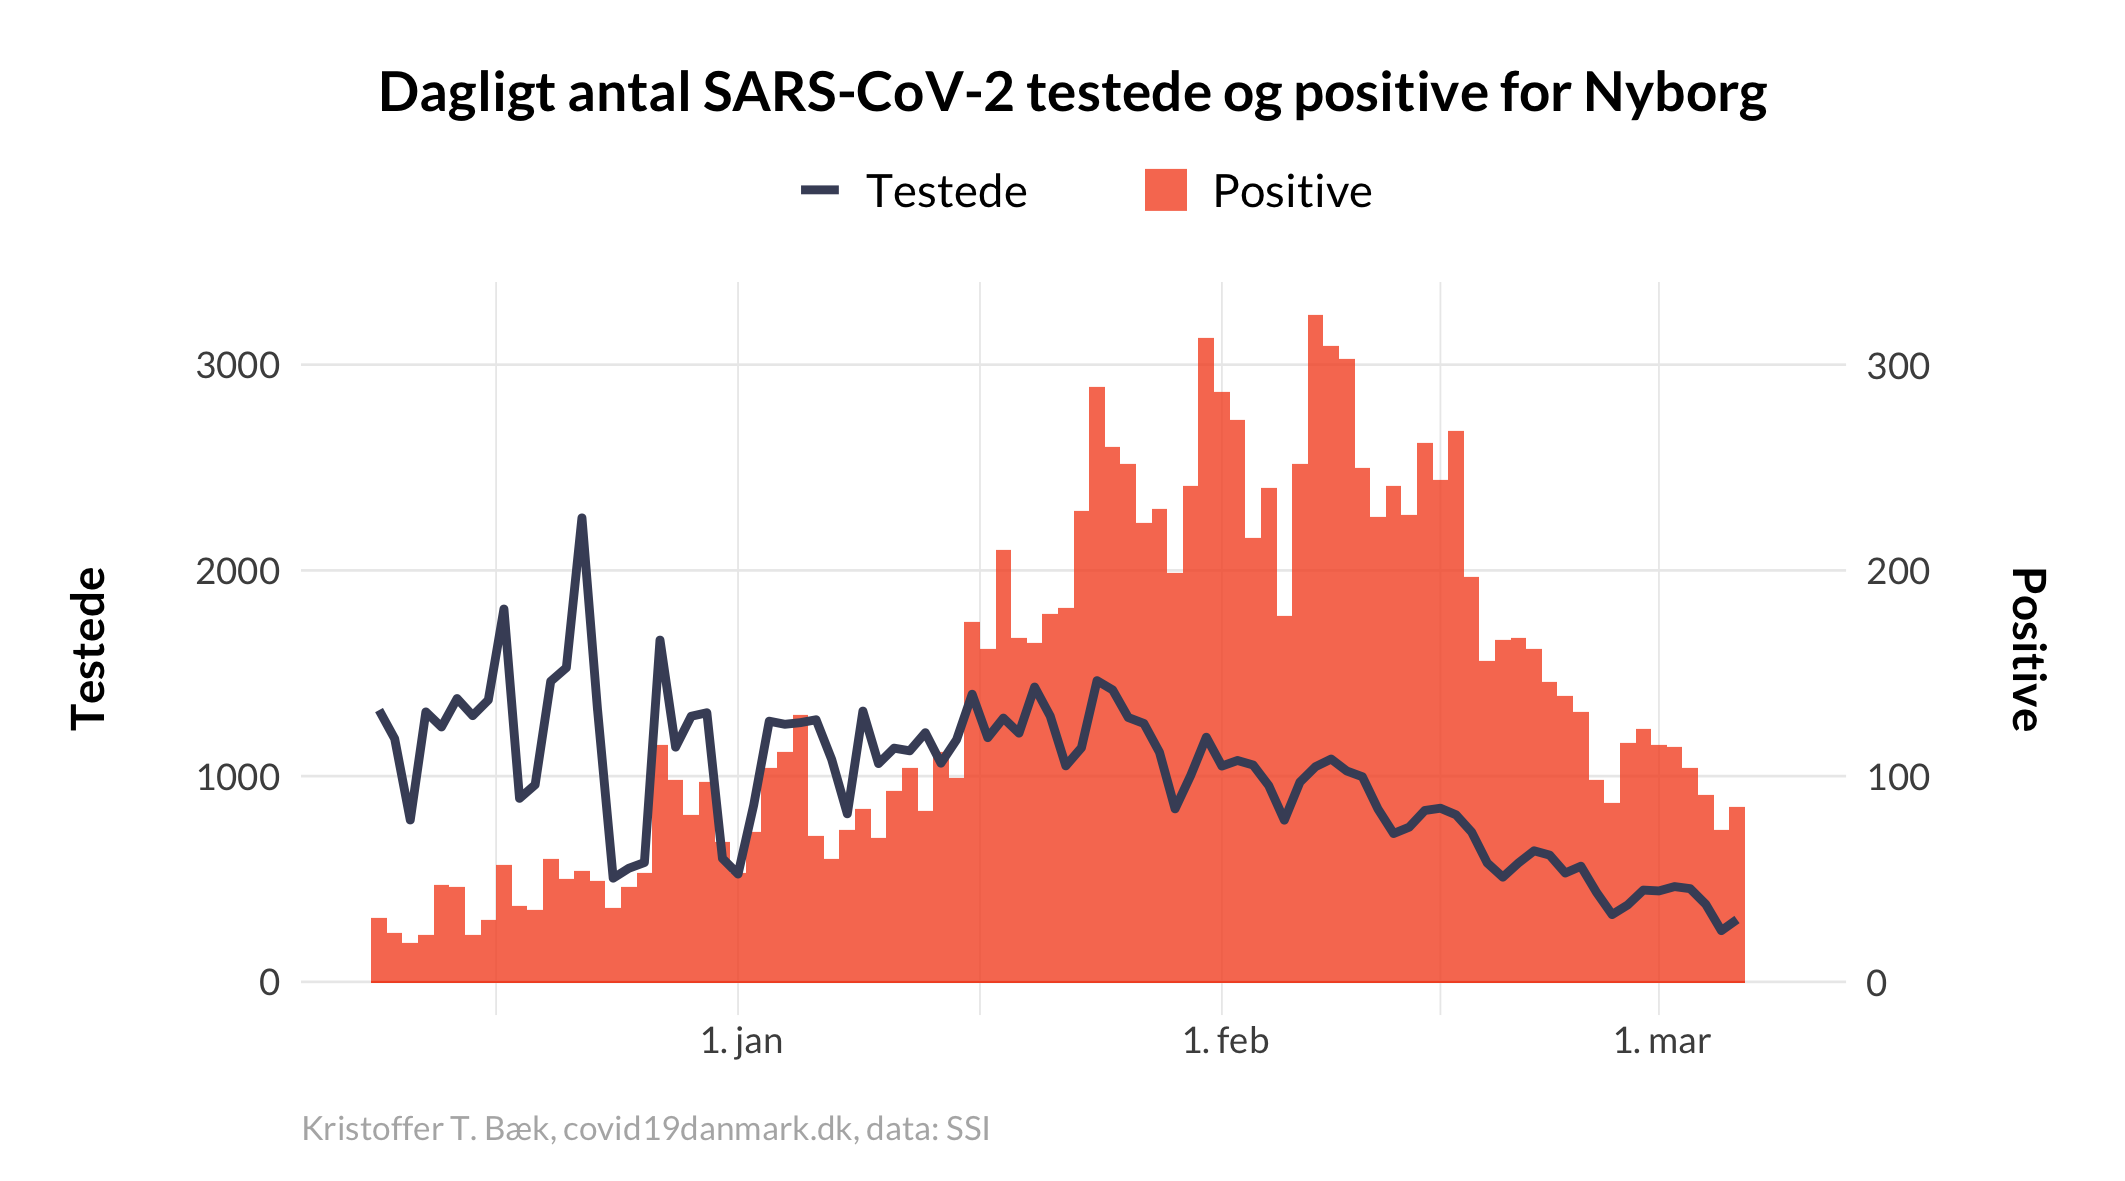 Dagligt antal SARS-CoV-2 testede og positive for Nyborg
Testede
Positive
Testede
3000
2000
1000
0
300
200
100
0
Positive
1. jan
1. feb
1. mar
Kristoffer T. Bæk, covid19danmark.dk, data: SSI